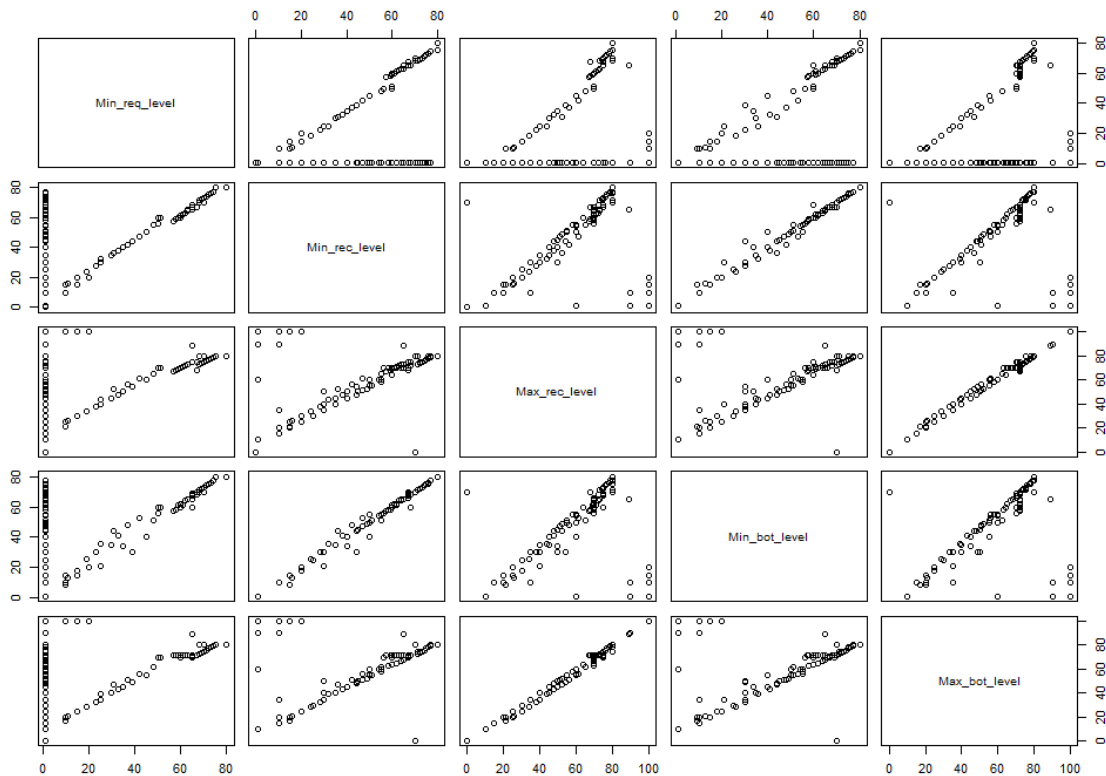 0 20 40 60 80 0 20 40 60 80
Min_req_level 0 20 40 60 80
0 20 40 60 80 Min_rec_level
Max_rec_level 0 20 40 60 80
0 20 40 60 80 Min_bot_level
Max_bot_level 0 20 40 60 80
0 20 40 60 80 0 20 40 60 80 100 0 20 40 60 80 100